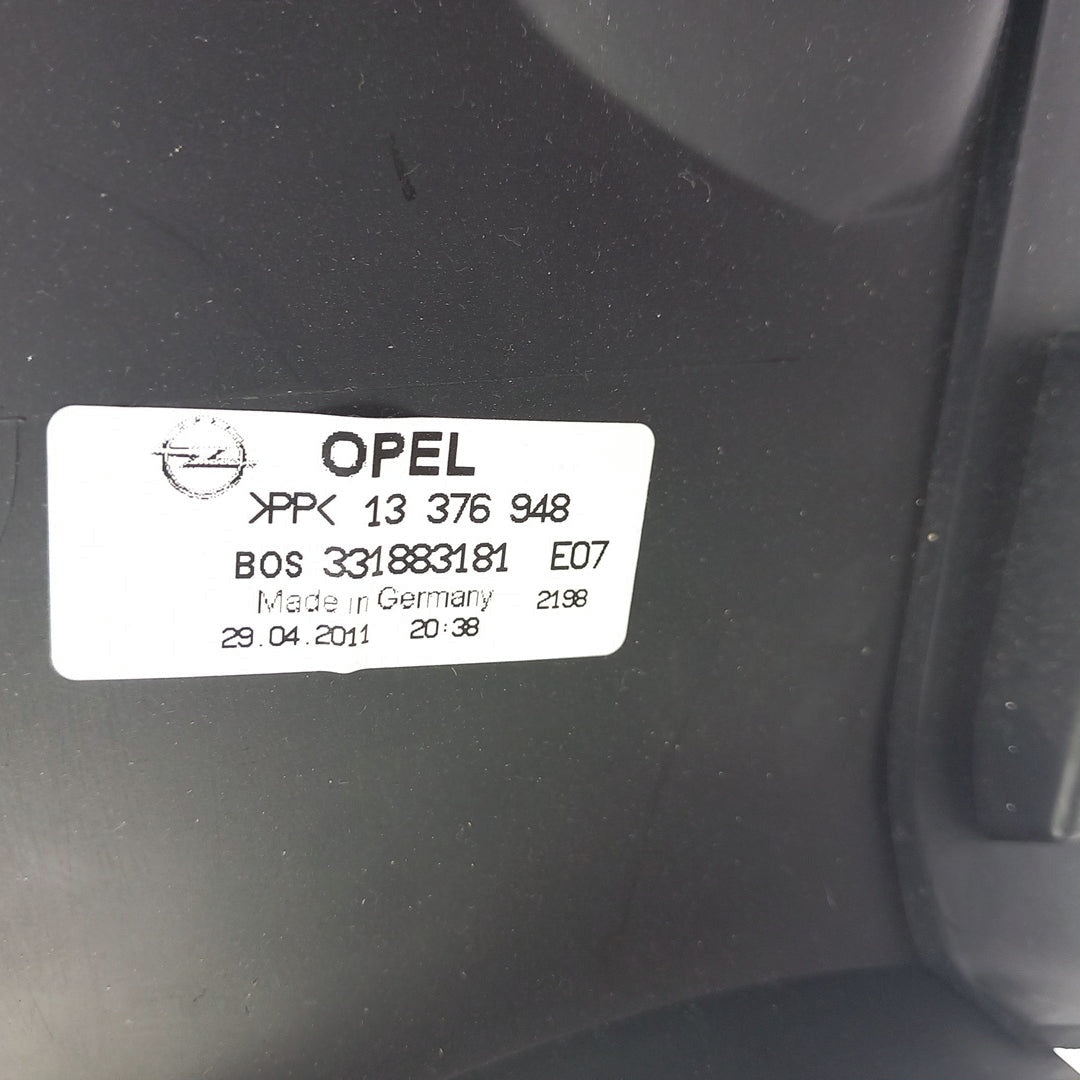 OPEL
>PP< 13 376 948
BOS 331883181 E07
Made in Germany 2198
29.04.2011 20:38